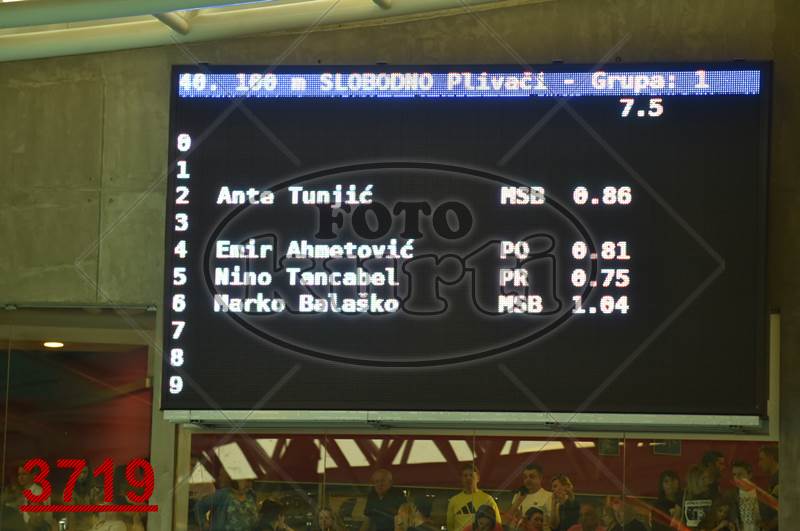 40. 100 m SLOBODNO Plivači - Grupa: 1
7.5
0
1
2 Anta Tunjić MSB 0.86
3
4 Emir Ahmetović PO 0.81
5 Nino Tancabel PR 0.75
6 Marko Balaško MSB 1.04
7
8
9
FOTO
kurti
3719